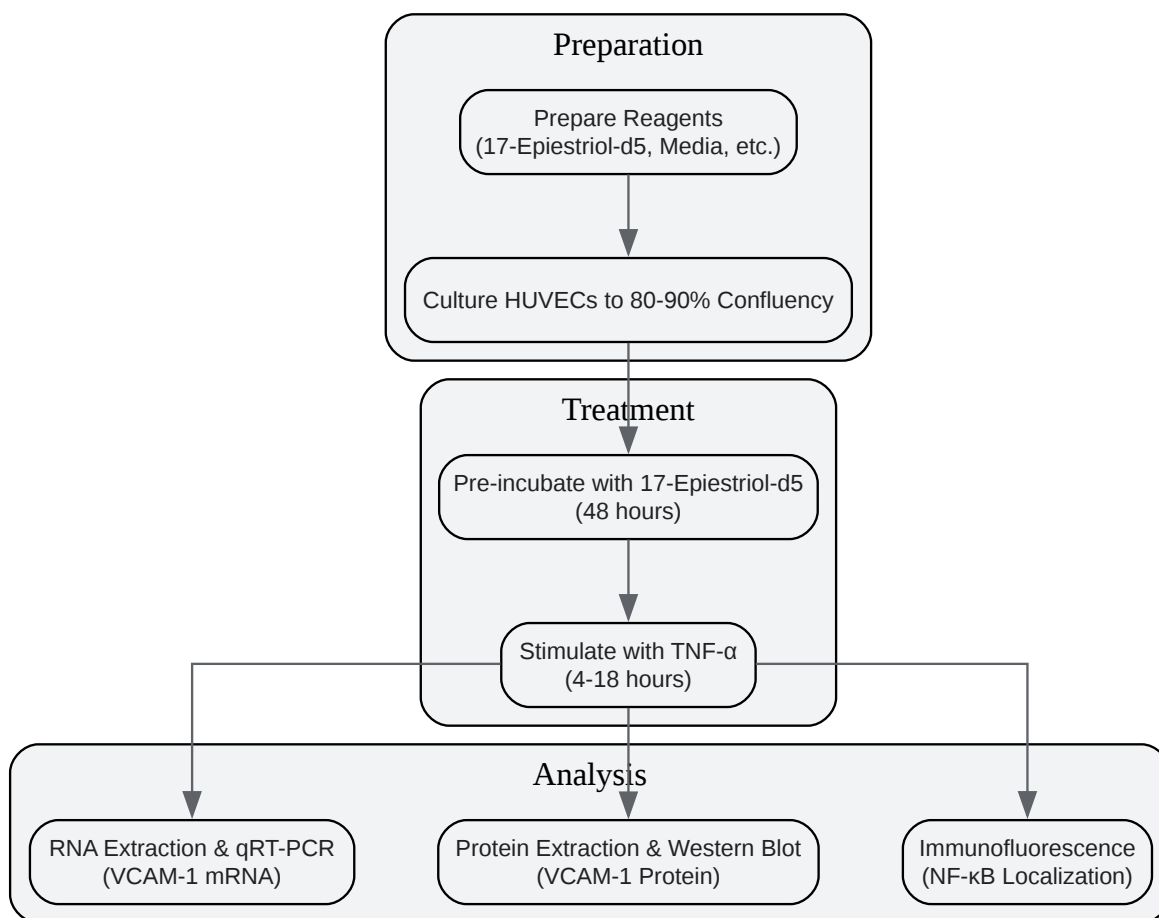 Preparation
Prepare Reagents
(17-Epiestriol-d5, Media, etc.)
Culture HUVECs to 80-90% Confluency
Treatment
Pre-incubate with 17-Epiestriol-d5
(48 hours)
Stimulate with TNF-α
(4-18 hours)
Analysis
RNA Extraction & qRT-PCR
(VCAM-1 mRNA)
Protein Extraction & Western Blot
(VCAM-1 Protein)
Immunofluorescence
(NF-κB Localization)